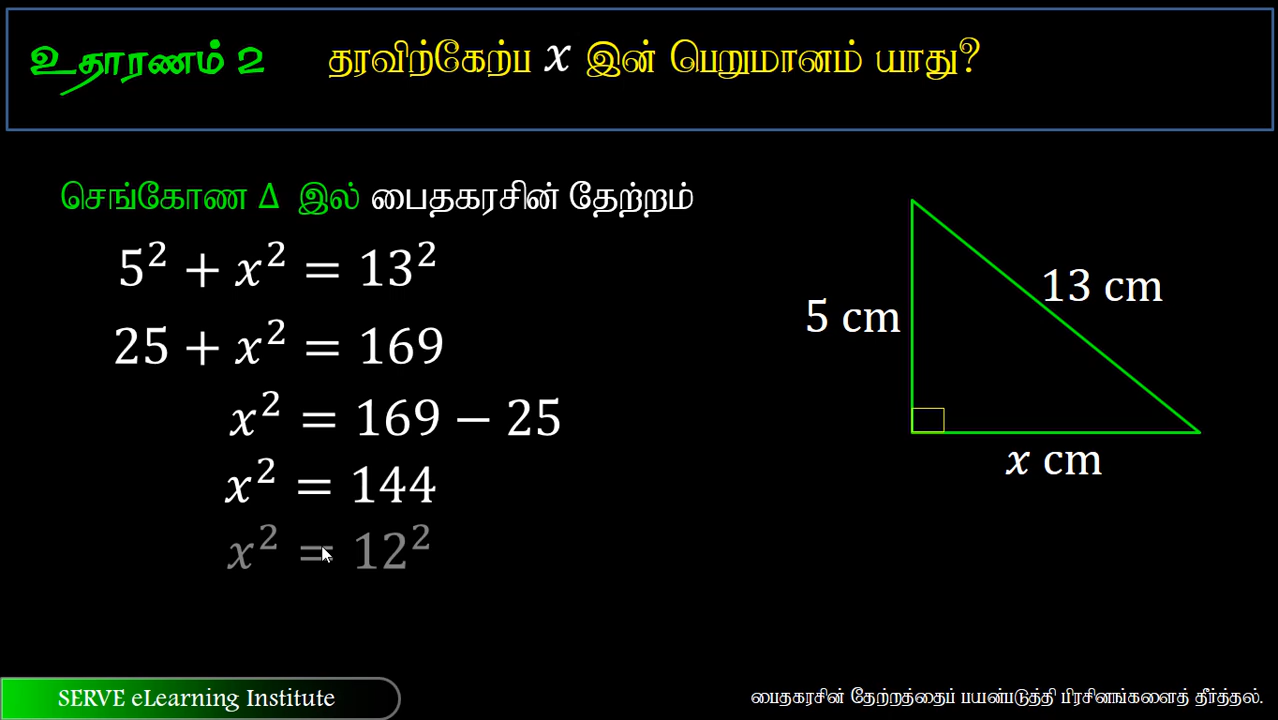 உதாரணம் 2 தரவிற்கேற்ப x இன் பெறுமானம் யாது?
செங்கோண Δ இல் பைதகரசின் தேற்றம்
5² + x² = 13²
25 + x² = 169
x² = 169 − 25
x² = 144
x² = 12²
13 cm
5 cm
x cm
SERVE eLearning Institute
பைதகரசின் தேற்றத்தைப் பயன்படுத்தி பிரசினங்களைத் தீர்த்தல்.